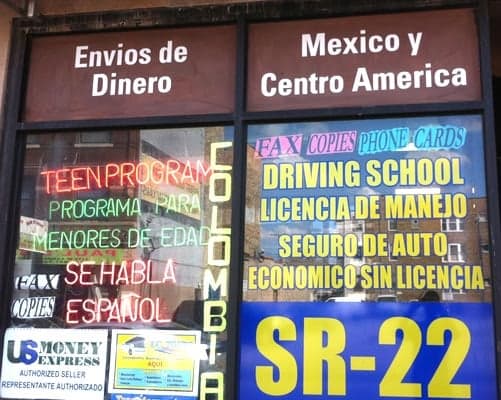 Envios de
Dinero
Mexico y
Centro America
TEEN PROGRAM
PROGRAMA PARA
MENORES DE EDAD
SE HABLA
ESPAÑOL
COLOMBIA
FAX
COPIES
US MONEY
EXPRESS
AUTHORIZED SELLER
REPRESENTANTE AUTHORIZADO
AQUI
FAX COPIES PHONE CARDS
DRIVING SCHOOL
LICENCIA DE MANEJO
SEGURO DE AUTO
ECONOMICO SIN LICENCIA
SR-22